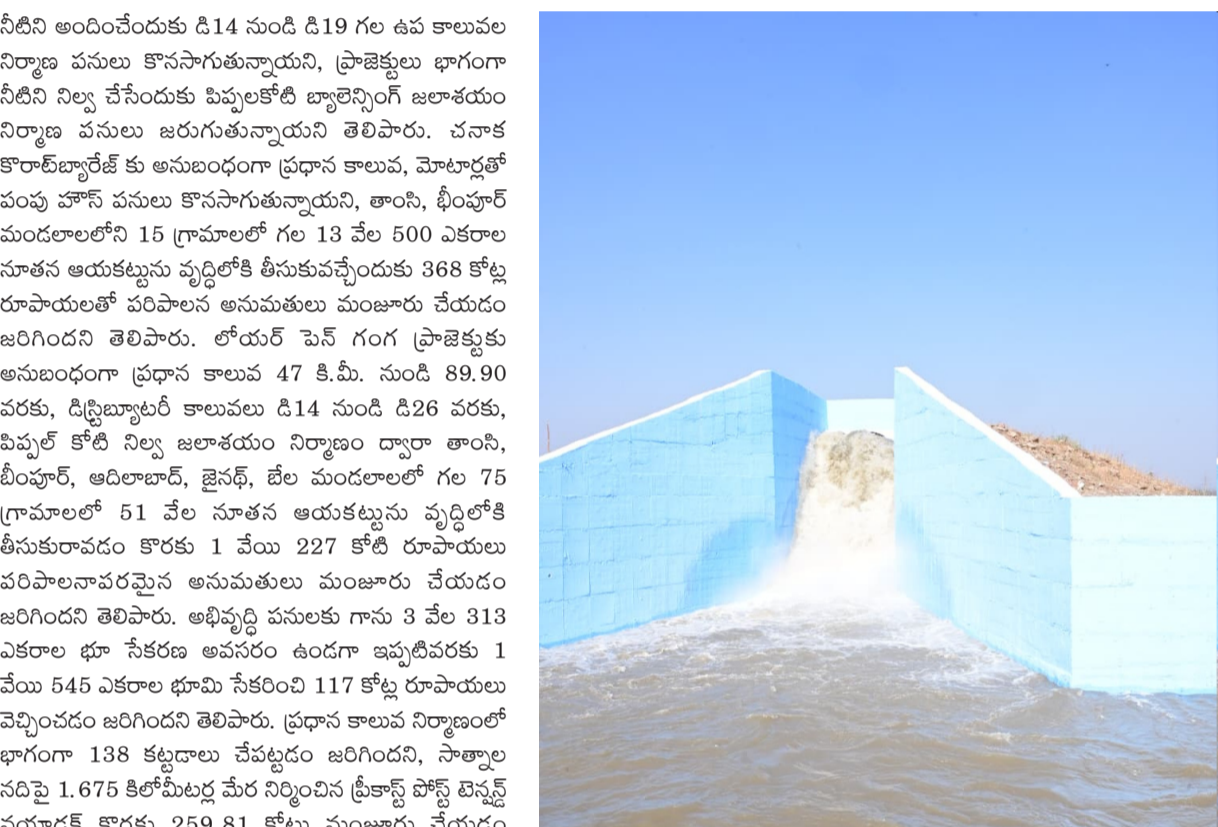 నీటిని అందించేందుకు డి14 నుండి డి19 గల ఉప కాలువల
నిర్మాణ పనులు కొనసాగుతున్నాయని, ప్రాజెక్టులు భాగంగా
నీటిని నిల్వ చేసేందుకు పిప్పలకోటి బ్యాలెన్సింగ్ జలాశయం
నిర్మాణ పనులు జరుగుతున్నాయని తెలిపారు. చనాక
కొరాట్‌బ్యారేజ్ కు అనుబంధంగా ప్రధాన కాలువ, మోటార్లతో
పంపు హౌస్ పనులు కొనసాగుతున్నాయని, తాంసి, భీంపూర్
మండలాలలోని 15 గ్రామాలలో గల 13 వేల 500 ఎకరాల
నూతన ఆయకట్టును వృద్ధిలోకి తీసుకువచ్చేందుకు 368 కోట్ల
రూపాయలతో పరిపాలన అనుమతులు మంజూరు చేయడం
జరిగిందని తెలిపారు. లోయర్ పెన్ గంగ ప్రాజెక్టుకు
అనుబంధంగా ప్రధాన కాలువ 47 కి.మీ. నుండి 89.90
వరకు, డిస్ట్రిబ్యూటరీ కాలువలు డి14 నుండి డి26 వరకు,
పిప్పల్ కోటి నిల్వ జలాశయం నిర్మాణం ద్వారా తాంసి,
బీంపూర్, ఆదిలాబాద్, జైనథ్, బేల మండలాలలో గల 75
గ్రామాలలో 51 వేల నూతన ఆయకట్టును వృద్ధిలోకి
తీసుకురావడం కొరకు 1 వేయి 227 కోటి రూపాయలు
పరిపాలనాపరమైన అనుమతులు మంజూరు చేయడం
జరిగిందని తెలిపారు. అభివృద్ధి పనులకు గాను 3 వేల 313
ఎకరాల భూ సేకరణ అవసరం ఉండగా ఇప్పటివరకు 1
వేయి 545 ఎకరాల భూమి సేకరించి 117 కోట్ల రూపాయలు
వెచ్చించడం జరిగిందని తెలిపారు. ప్రధాన కాలువ నిర్మాణంలో
భాగంగా 138 కట్టడాలు చేపట్టడం జరిగిందని, సాత్నాల
నదిపై 1.675 కిలోమీటర్ల మేర నిర్మించిన ప్రీకాస్ట్ పోస్ట్ టెన్షన్డ్
కొరకు 259.81 కోట్లు మంజూరు చేయడం